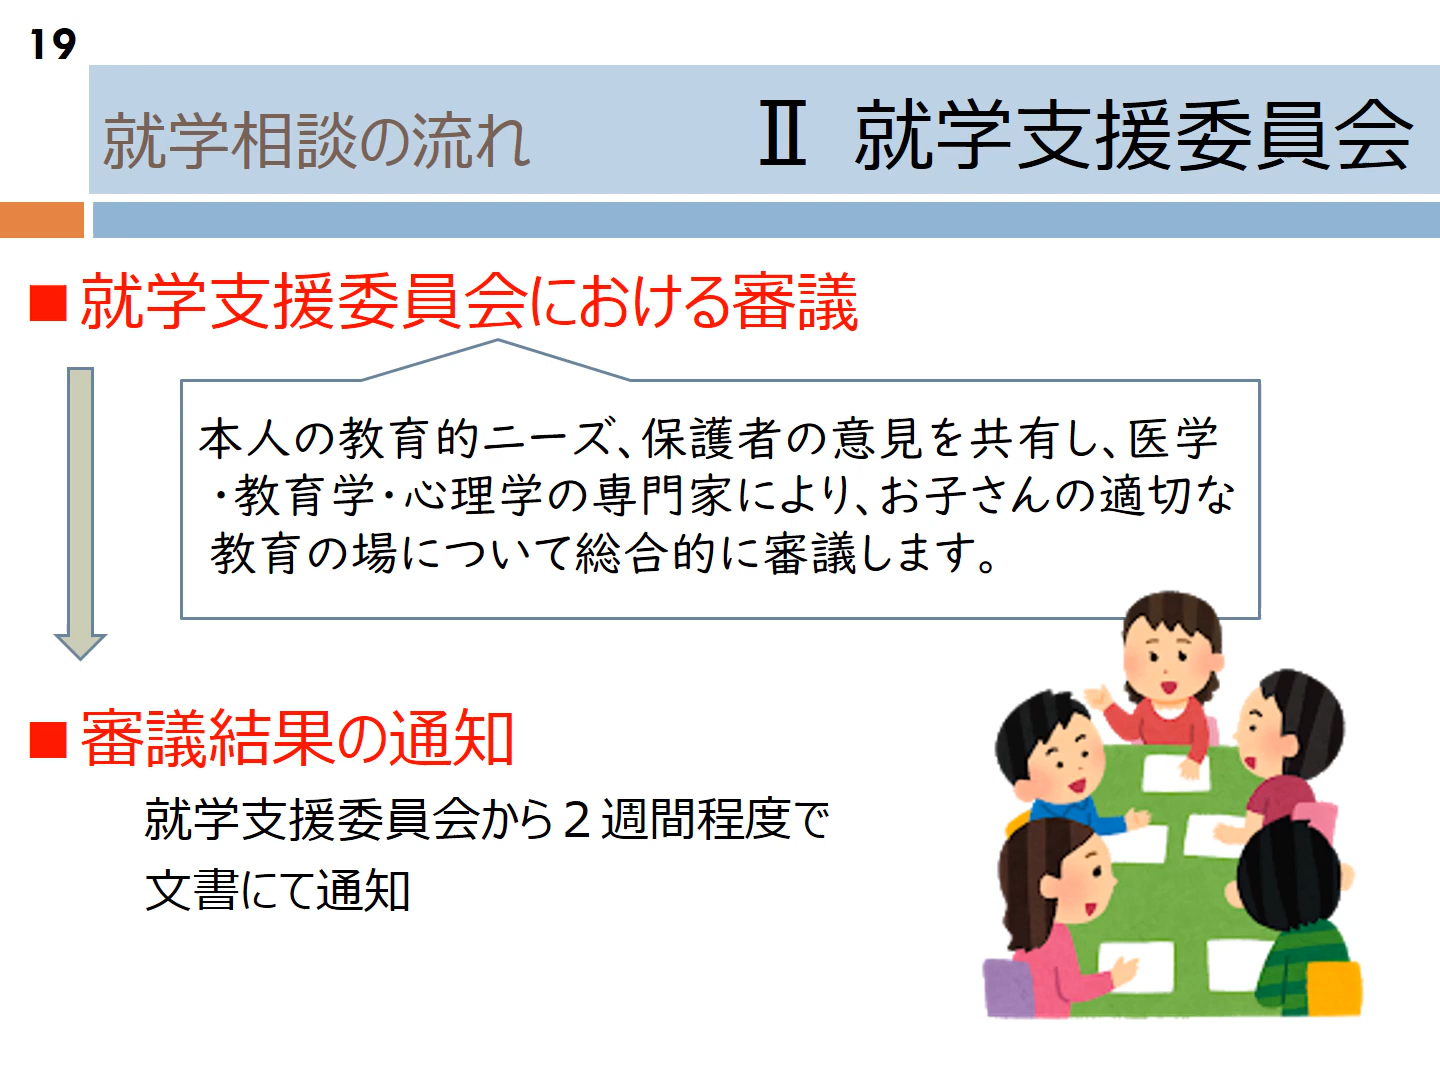 19
就学相談の流れ Ⅱ 就学支援委員会
■就学支援委員会における審議
本人の教育的ニーズ、保護者の意見を共有し、医学
・教育学・心理学の専門家により、お子さんの適切な
教育の場について総合的に審議します。
■審議結果の通知
就学支援委員会から２週間程度で
文書にて通知